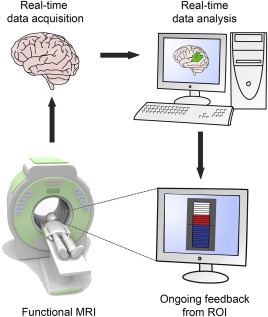 Real-time
data acquisition
Real-time
data analysis
Functional MRI
Ongoing feedback
from ROI